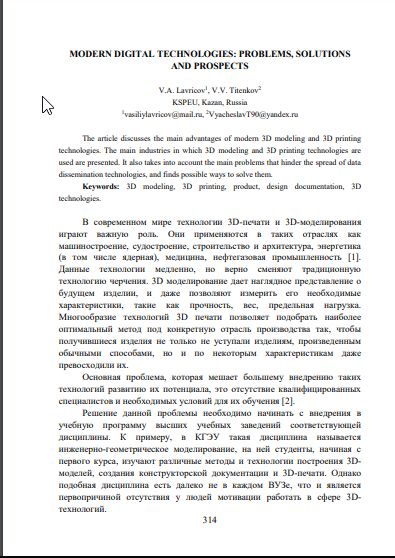 MODERN DIGITAL TECHNOLOGIES: PROBLEMS, SOLUTIONS
AND PROSPECTS
V.A. Lavricov¹, V.V. Titenkov²
KSPEU, Kazan, Russia
¹vasiliylavricov@mail.ru, ²VyacheslavT90@yandex.ru
The article discusses the main advantages of modern 3D modeling and 3D printing
technologies. The main industries in which 3D modeling and 3D printing technologies are
used are presented. It also takes into account the main problems that hinder the spread of data
dissemination technologies, and finds possible ways to solve them.
Keywords: 3D modeling, 3D printing, product, design documentation, 3D
technologies.
В современном мире технологии 3D-печати и 3D-моделирования
играют важную роль. Они применяются в таких отраслях как
машиностроение, судостроение, строительство и архитектура, энергетика
(в том числе ядерная), медицина, нефтегазовая промышленность [1].
Данные технологии медленно, но верно сменяют традиционную
технологию черчения. 3D моделирование дает наглядное представление о
будущем изделии, и даже позволяют измерить его необходимые
характеристики, такие как прочность, вес, предельная нагрузка.
Многообразие технологий 3D печати позволяет подобрать наиболее
оптимальный метод под конкретную отрасль производства так, чтобы
получившиеся изделия не только не уступали изделиям, произведенным
обычными способами, но и по некоторым характеристикам даже
превосходили их.
Основная проблема, которая мешает большему внедрению таких
технологий развитию их потенциала, это отсутствие квалифицированных
специалистов и необходимых условий для их обучения [2].
Решение данной проблемы необходимо начинать с внедрения в
учебную программу высших учебных заведений соответствующей
дисциплины. К примеру, в КГЭУ такая дисциплина называется
инженерно-геометрическое моделирование, на ней студенты, начиная с
первого курса, изучают различные методы и технологии построения 3D-
моделей, создания конструкторской документации и 3D-печати. Однако
подобная дисциплина есть далеко не в каждом ВУЗе, что и является
первопричиной отсутствия у людей мотивации работать в сфере 3D-
технологий.
314